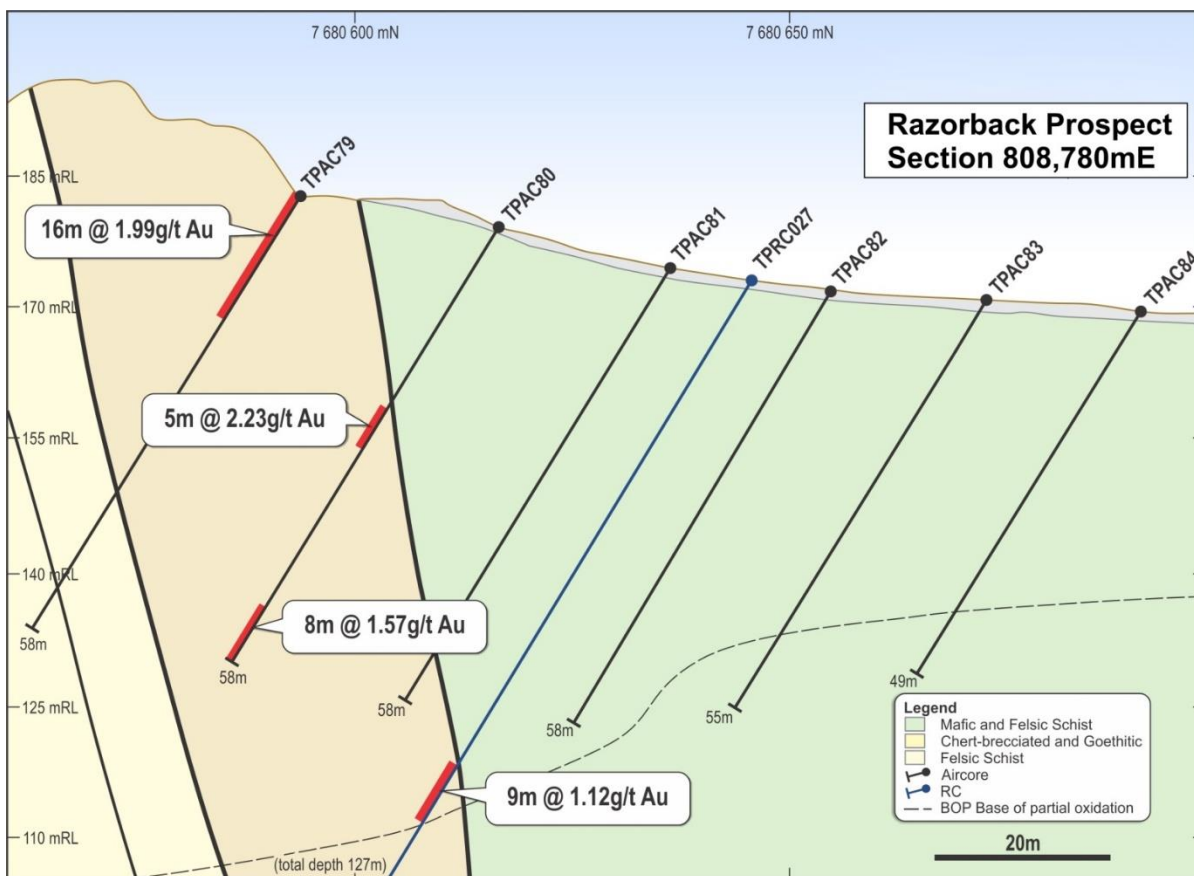 7 680 600 mN
7 680 650 mN
Razorback Prospect
Section 808,780mE
TPAC79
TPAC80
TPAC81
TPRC027
TPAC82
TPAC83
TPAC84
185 mRL
170 mRL
155 mRL
140 mRL
125 mRL
110 mRL
16m @ 1.99g/t Au
5m @ 2.23g/t Au
8m @ 1.57g/t Au
9m @ 1.12g/t Au
58m
58m
58m
58m
55m
49m
(total depth 127m)
Legend
Mafic and Felsic Schist
Chert-brecciated and Goethitic
Felsic Schist
Aircore
RC
BOP Base of partial oxidation
20m